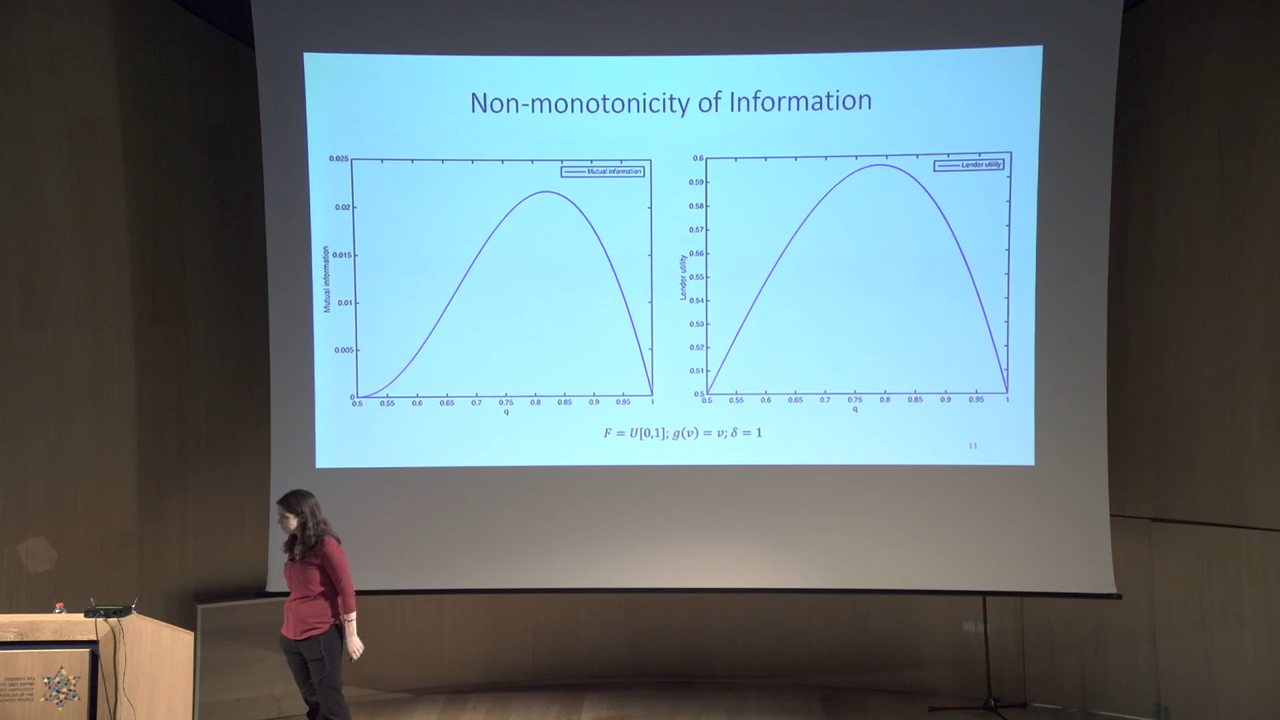 Non-monotonicity of Information
0.025
0.02
0.015
0.01
0.005
0
Mutual information
Mutual information
0.5 0.55 0.6 0.65 0.7 0.75 0.8 0.85 0.9 0.95 1
q
0.6
0.59
0.58
0.57
0.56
0.55
0.54
0.53
0.52
0.51
0.5
Lender utility
Lender utility
0.5 0.55 0.6 0.65 0.7 0.75 0.8 0.85 0.9 0.95 1
q
F = U[0,1]; g(v) = v; δ = 1
11